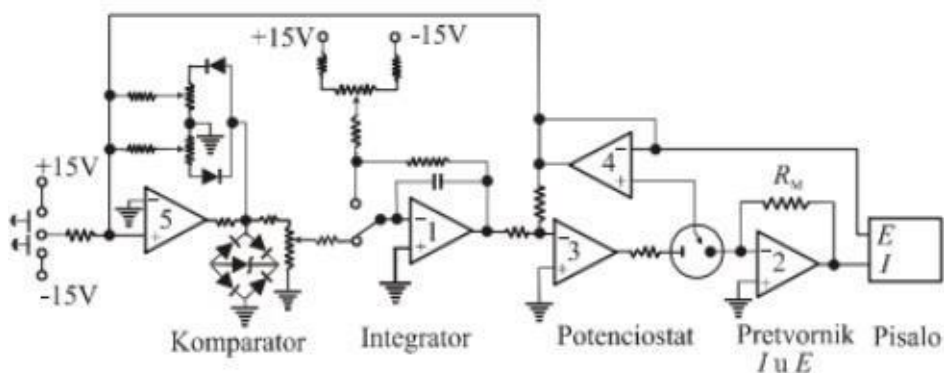 +15V
-15V
+15V
-15V
5
1
4
3
2
R_M
E
I
Komparator
Integrator
Potenciostat
Pretvornik
I u E
Pisalo